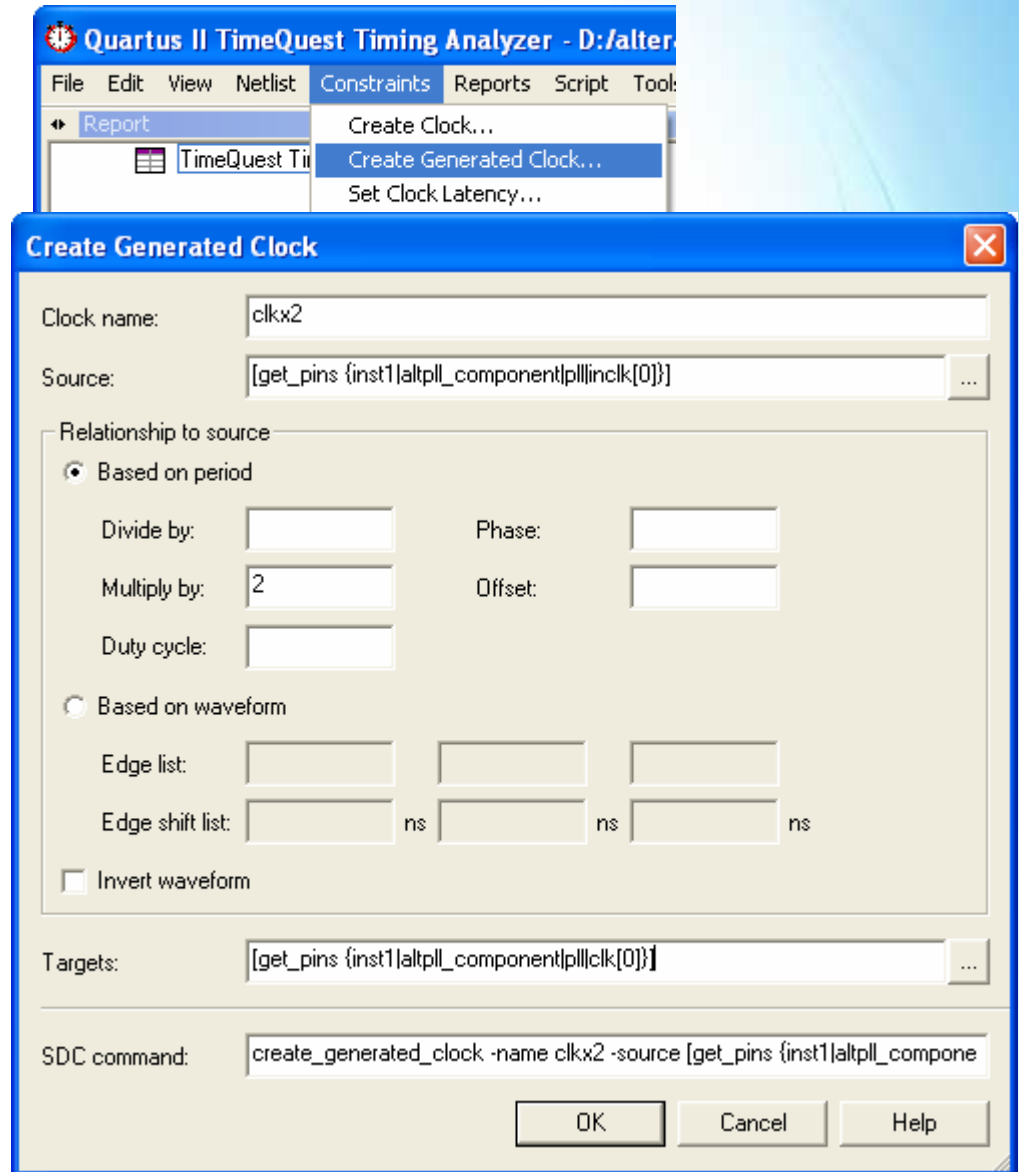 Quartus II TimeQuest Timing Analyzer - D:/alter
File Edit View Netlist Constraints Reports Script Tools
Report
Create Clock...
TimeQuest Ti
Create Generated Clock...
Set Clock Latency...
Create Generated Clock
Clock name: clkx2
Source: [get_pins {inst1|altpll_component|pll|inclk[0]}] ...
Relationship to source
Based on period
Divide by: Phase:
Multiply by: 2 Offset:
Duty cycle:
Based on waveform
Edge list:
Edge shift list: ns ns ns
Invert waveform
Targets: [get_pins {inst1|altpll_component|pll|clk[0]}] ...
SDC command: create_generated_clock -name clkx2 -source [get_pins {inst1|altpll_compone
OK Cancel Help